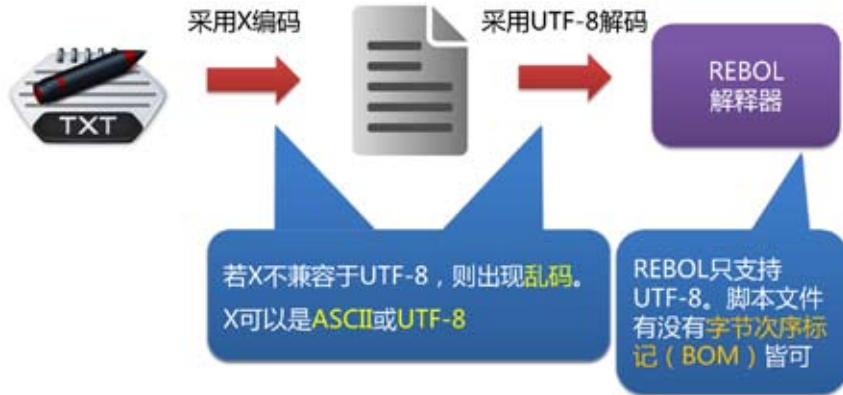 采用X编码
采用UTF-8解码
TXT
REBOL
解释器
若X不兼容于UTF-8，则出现乱码。
X可以是ASCII或UTF-8
REBOL只支持
UTF-8。脚本文件
有没有字节次序标
记（BOM）皆可